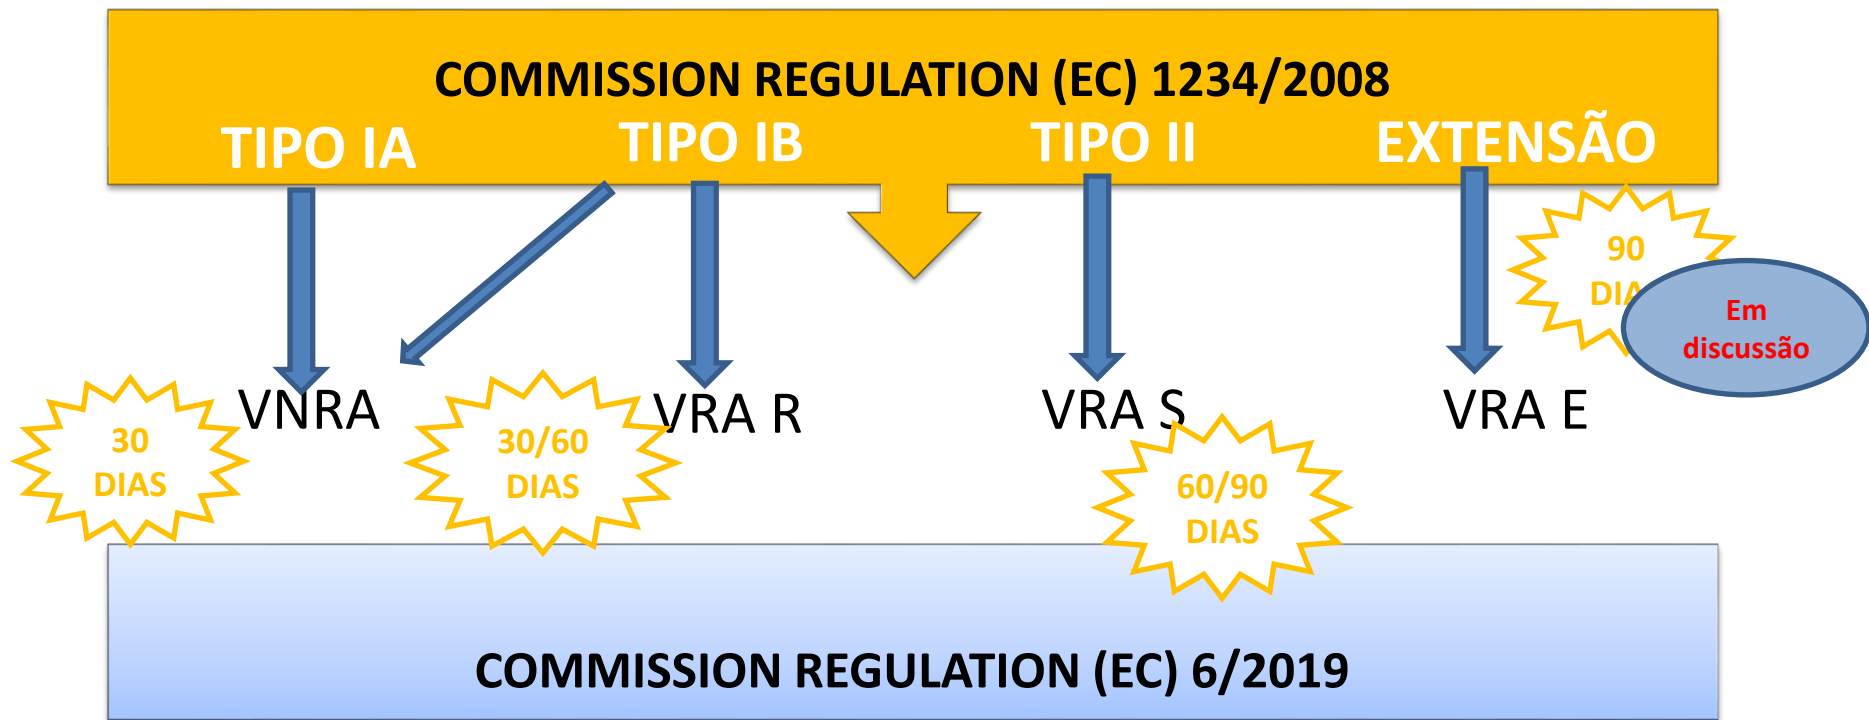 COMMISSION REGULATION (EC) 1234/2008
TIPO IA
TIPO IB
TIPO II
EXTENSÃO
90
Em
discussão
VNRA
VRA R
VRA S
VRA E
30
DIAS
30/60
DIAS
60/90
DIAS
COMMISSION REGULATION (EC) 6/2019